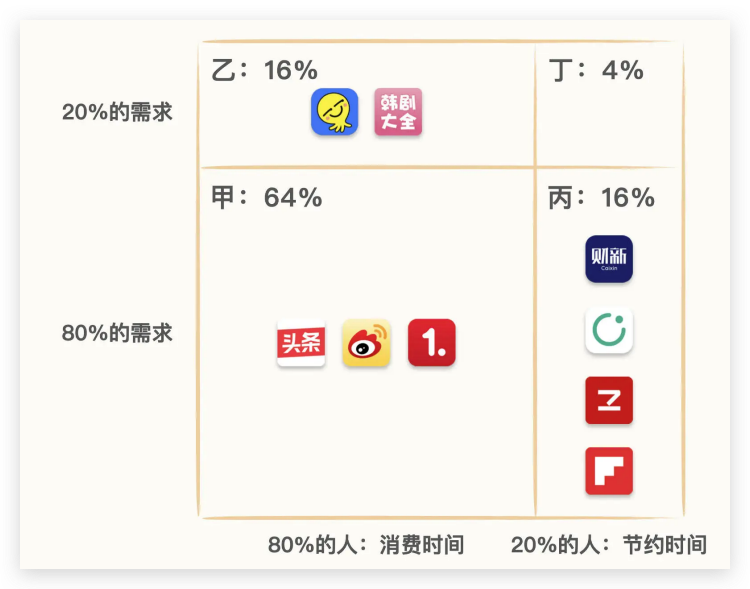 乙：16%
丁：4%
20%的需求
韩剧
大全
甲：64%
丙：16%
财新
Caixin
80%的需求
头条
1.
80%的人：消费时间
20%的人：节约时间